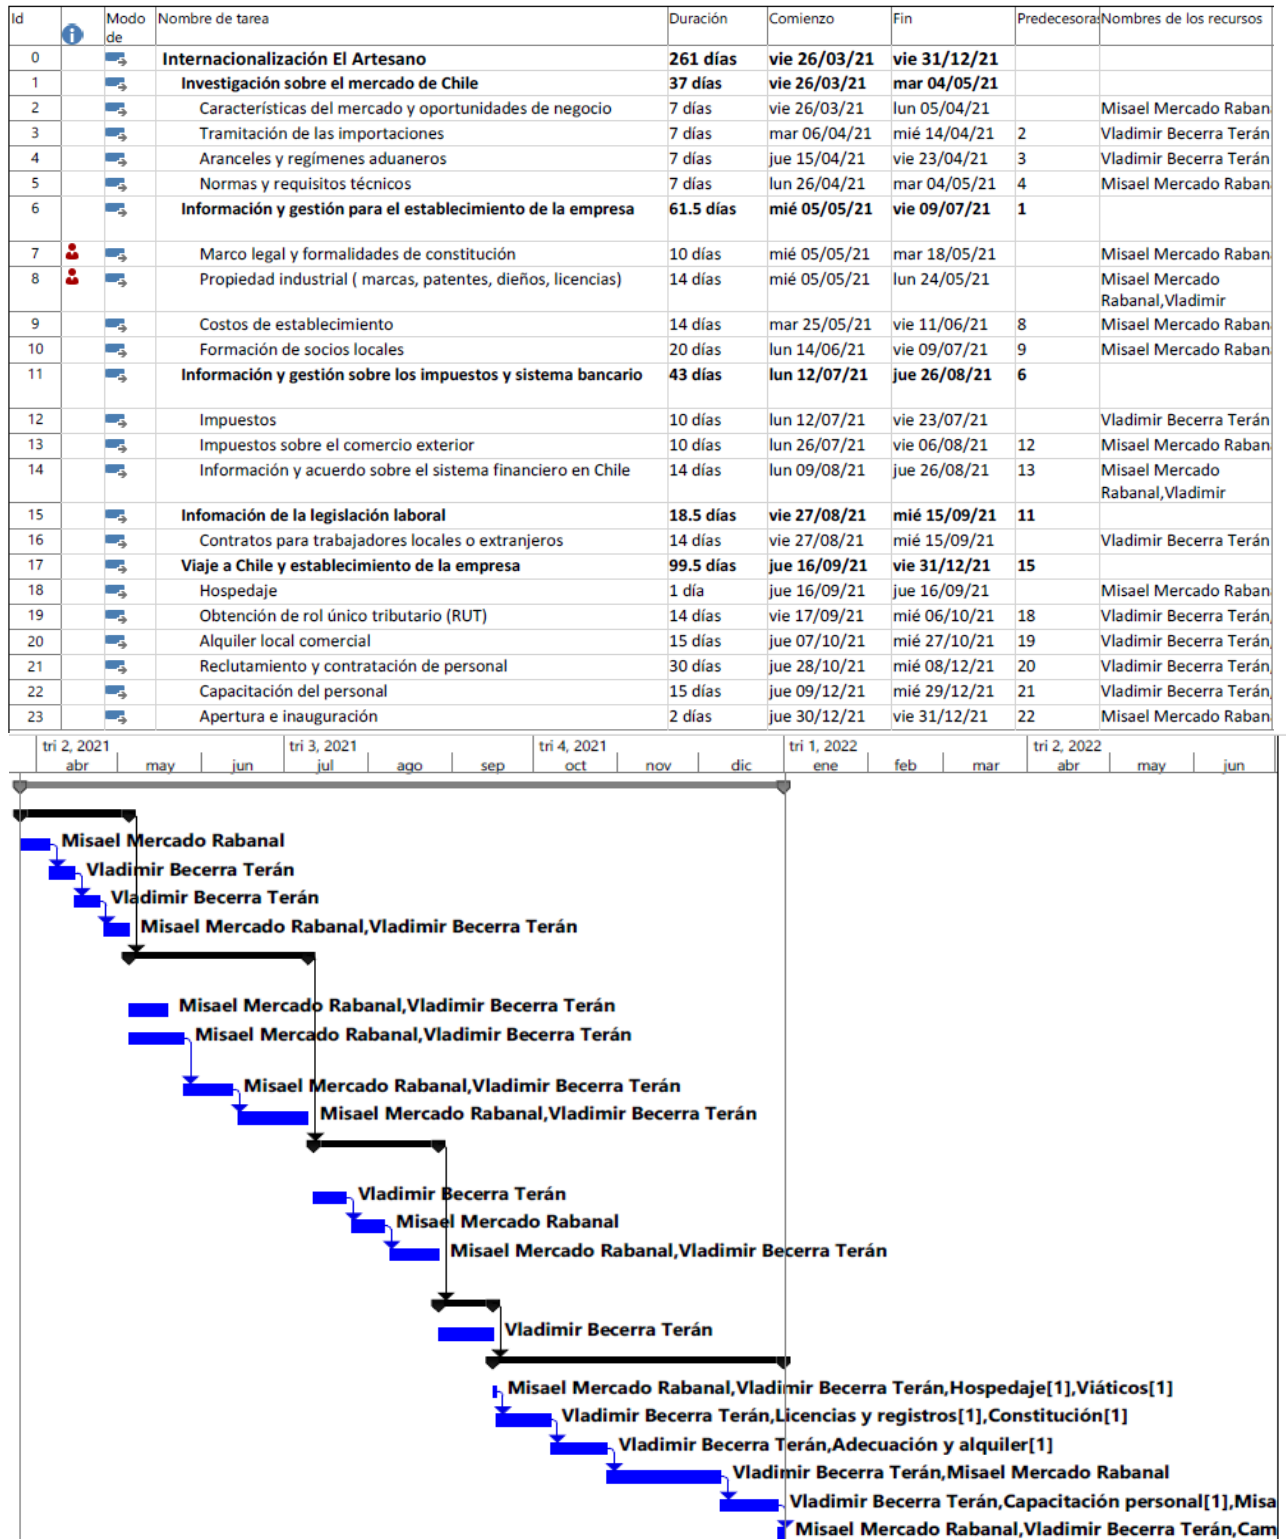 Id Modo de Nombre de tarea Duración Comienzo Fin Predecesoras Nombres de los recursos
0 Internacionalización El Artesano 261 días vie 26/03/21 vie 31/12/21
1 Investigación sobre el mercado de Chile 37 días vie 26/03/21 mar 04/05/21
2 Características del mercado y oportunidades de negocio 7 días vie 26/03/21 lun 05/04/21 Misael Mercado Raban
3 Tramitación de las importaciones 7 días mar 06/04/21 mié 14/04/21 2 Vladimir Becerra Terán
4 Aranceles y regímenes aduaneros 7 días jue 15/04/21 vie 23/04/21 3 Vladimir Becerra Terán
5 Normas y requisitos técnicos 7 días lun 26/04/21 mar 04/05/21 4 Misael Mercado Raban
6 Información y gestión para el establecimiento de la empresa 61.5 días mié 05/05/21 vie 09/07/21 1
7 Marco legal y formalidades de constitución 10 días mié 05/05/21 mar 18/05/21 Misael Mercado Raban
8 Propiedad industrial ( marcas, patentes, dieños, licencias) 14 días mié 05/05/21 lun 24/05/21 Misael Mercado
Rabanal,Vladimir
9 Costos de establecimiento 14 días mar 25/05/21 vie 11/06/21 8 Misael Mercado Raban
10 Formación de socios locales 20 días lun 14/06/21 vie 09/07/21 9 Misael Mercado Raban
11 Información y gestión sobre los impuestos y sistema bancario 43 días lun 12/07/21 jue 26/08/21 6
12 Impuestos 10 días lun 12/07/21 vie 23/07/21 Vladimir Becerra Terán
13 Impuestos sobre el comercio exterior 10 días lun 26/07/21 vie 06/08/21 12 Misael Mercado Raban
14 Información y acuerdo sobre el sistema financiero en Chile 14 días lun 09/08/21 jue 26/08/21 13 Misael Mercado
Rabanal,Vladimir
15 Infomación de la legislación laboral 18.5 días vie 27/08/21 mié 15/09/21 11
16 Contratos para trabajadores locales o extranjeros 14 días vie 27/08/21 mié 15/09/21 Vladimir Becerra Terán
17 Viaje a Chile y establecimiento de la empresa 99.5 días jue 16/09/21 vie 31/12/21 15
18 Hospedaje 1 día jue 16/09/21 jue 16/09/21 Misael Mercado Raban
19 Obtención de rol único tributario (RUT) 14 días vie 17/09/21 mié 06/10/21 18 Vladimir Becerra Terán,
20 Alquiler local comercial 15 días jue 07/10/21 mié 27/10/21 19 Vladimir Becerra Terán,
21 Reclutamiento y contratación de personal 30 días jue 28/10/21 mié 08/12/21 20 Vladimir Becerra Terán,
22 Capacitación del personal 15 días jue 09/12/21 mié 29/12/21 21 Vladimir Becerra Terán,
23 Apertura e inauguración 2 días jue 30/12/21 vie 31/12/21 22 Misael Mercado Raban
tri 2, 2021 tri 3, 2021 tri 4, 2021 tri 1, 2022 tri 2, 2022
abr may jun jul ago sep oct nov dic ene feb mar abr may jun
Misael Mercado Rabanal
Vladimir Becerra Terán
Vladimir Becerra Terán
Misael Mercado Rabanal,Vladimir Becerra Terán
Misael Mercado Rabanal,Vladimir Becerra Terán
Misael Mercado Rabanal,Vladimir Becerra Terán
Misael Mercado Rabanal,Vladimir Becerra Terán
Misael Mercado Rabanal,Vladimir Becerra Terán
Vladimir Becerra Terán
Misael Mercado Rabanal
Misael Mercado Rabanal,Vladimir Becerra Terán
Vladimir Becerra Terán
Misael Mercado Rabanal,Vladimir Becerra Terán,Hospedaje[1],Viáticos[1]
Vladimir Becerra Terán,Licencias y registros[1],Constitución[1]
Vladimir Becerra Terán,Adecuación y alquiler[1]
Vladimir Becerra Terán,Misael Mercado Rabanal
Vladimir Becerra Terán,Capacitación personal[1],Misa
Misael Mercado Rabanal,Vladimir Becerra Terán,Cam